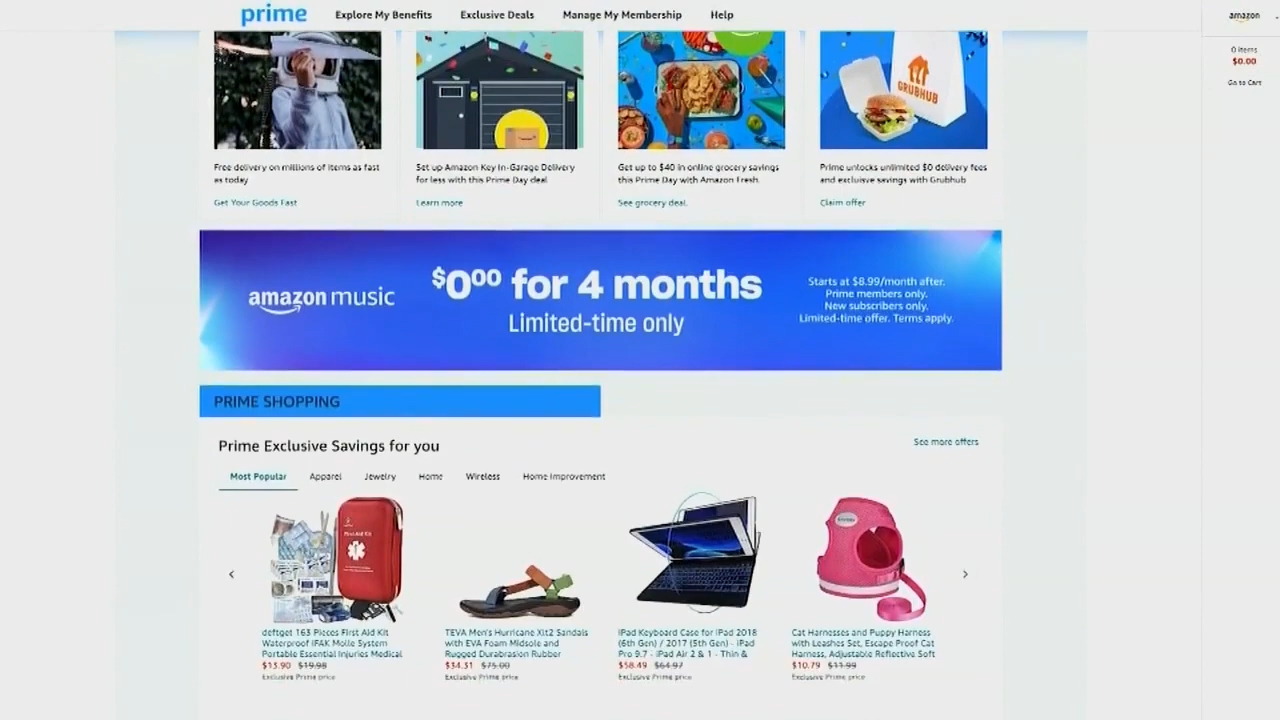 prime
Explore My Benefits
Exclusive Deals
Manage My Membership
Help
amazon
0 items
$0.00
Go to Cart
GRUBHUB
Free delivery on millions of items as fast
as today
Get Your Goods Fast
Set up Amazon Key In-Garage Delivery
for less with this Prime Day deal
Learn more
Get up to $40 in online grocery savings
this Prime Day with Amazon Fresh.
See grocery deal.
Prime unlocks unlimited $0 delivery fees
and exclusive savings with Grubhub
Claim offer
amazon music
$000 for 4 months
Limited-time only
Starts at $8.99/month after.
Prime members only.
New subscribers only.
Limited-time offer. Terms apply.
PRIME SHOPPING
Prime Exclusive Savings for you
See more offers
Most Popular
Apparel
Jewelry
Home
Wireless
Home Improvement
First Aid Kit
deftget 163 Pieces First Aid Kit
Waterproof IFAK Molle System
Portable Essential Injuries Medical
$13.90 $19.98
Exclusive Prime price
TEVA Men's Hurricane Xlt2 Sandals
with EVA Foam Midsole and
Rugged Durabrasion Rubber
$34.31 $75.00
Exclusive Prime price
iPad Keyboard Case for iPad 2018
(6th Gen) / 2017 (5th Gen) - iPad
Pro 9.7 - iPad Air 2 & 1 - Thin &
$58.49 $64.97
Exclusive Prime price
Cat Harnesses and Puppy Harness
with Leashes Set, Escape Proof Cat
Harness, Adjustable Reflective Soft
$10.79 $11.99
Exclusive Prime price